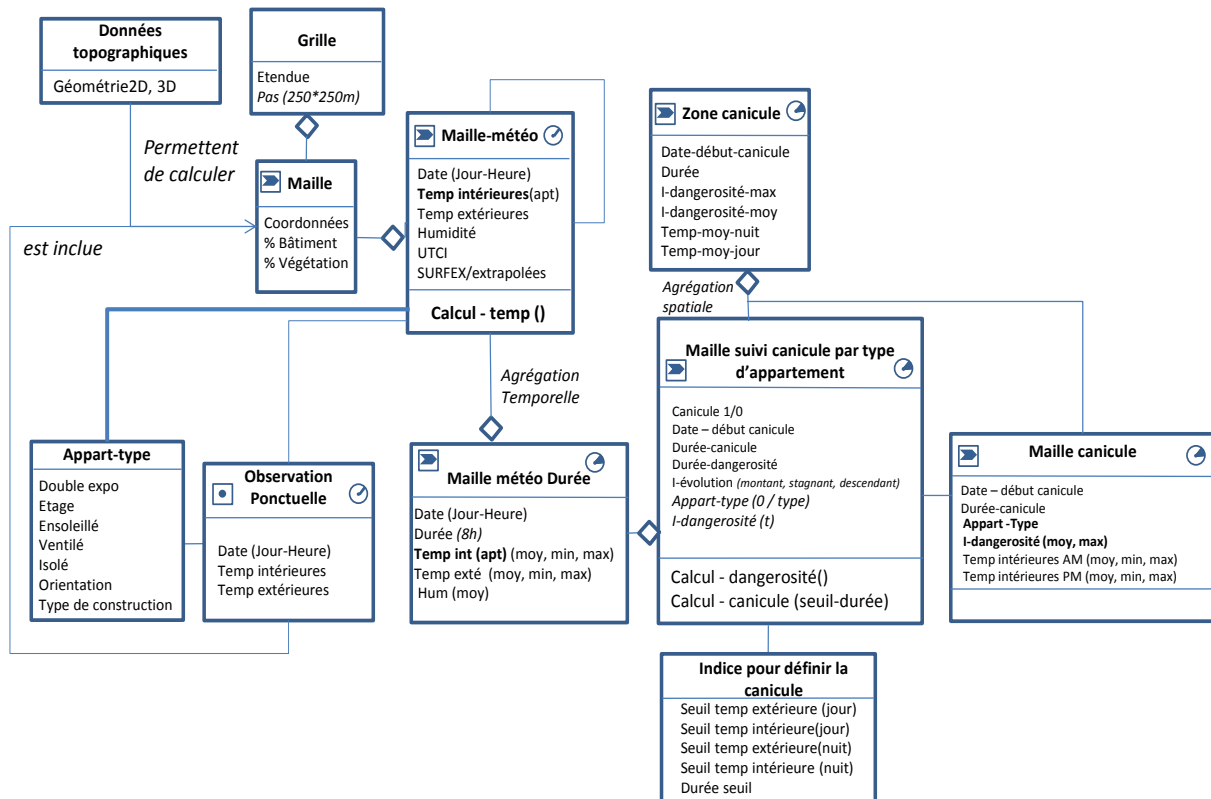 Données
topographiques
Géométrie2D, 3D
Grille
Etendue
Pas (250*250m)
Permettent
de calculer
est inclue
Maille
Coordonnées
% Bâtiment
% Végétation
Maille-météo
Date (Jour-Heure)
Temp intérieures(apt)
Temp extérieures
Humidité
UTCI
SURFEX/extrapolées
Calcul - temp ()
Zone canicule
Date-début-canicule
Durée
I-dangerosité-max
I-dangerosité-moy
Temp-moy-nuit
Temp-moy-jour
Agrégation
spatiale
Agrégation
Temporelle
Appart-type
Double expo
Etage
Ensoleillé
Ventilé
Isolé
Orientation
Type de construction
Observation
Ponctuelle
Date (Jour-Heure)
Temp intérieures
Temp extérieures
Maille météo Durée
Date (Jour-Heure)
Durée (8h)
Temp int (apt) (moy, min, max)
Temp exté (moy, min, max)
Hum (moy)
Maille suivi canicule par type
d'appartement
Canicule 1/0
Date – début canicule
Durée-canicule
Durée-dangerosité
I-évolution (montant, stagnant, descendant)
Appart-type (0 / type)
I-dangerosité (t)
Calcul - dangerosité()
Calcul - canicule (seuil-durée)
Maille canicule
Date – début canicule
Durée-canicule
Appart -Type
I-dangerosité (moy, max)
Temp intérieures AM (moy, min, max)
Temp intérieures PM (moy, min, max)
Indice pour définir la
canicule
Seuil temp extérieure (jour)
Seuil temp intérieure(jour)
Seuil temp extérieure(nuit)
Seuil temp intérieure (nuit)
Durée seuil